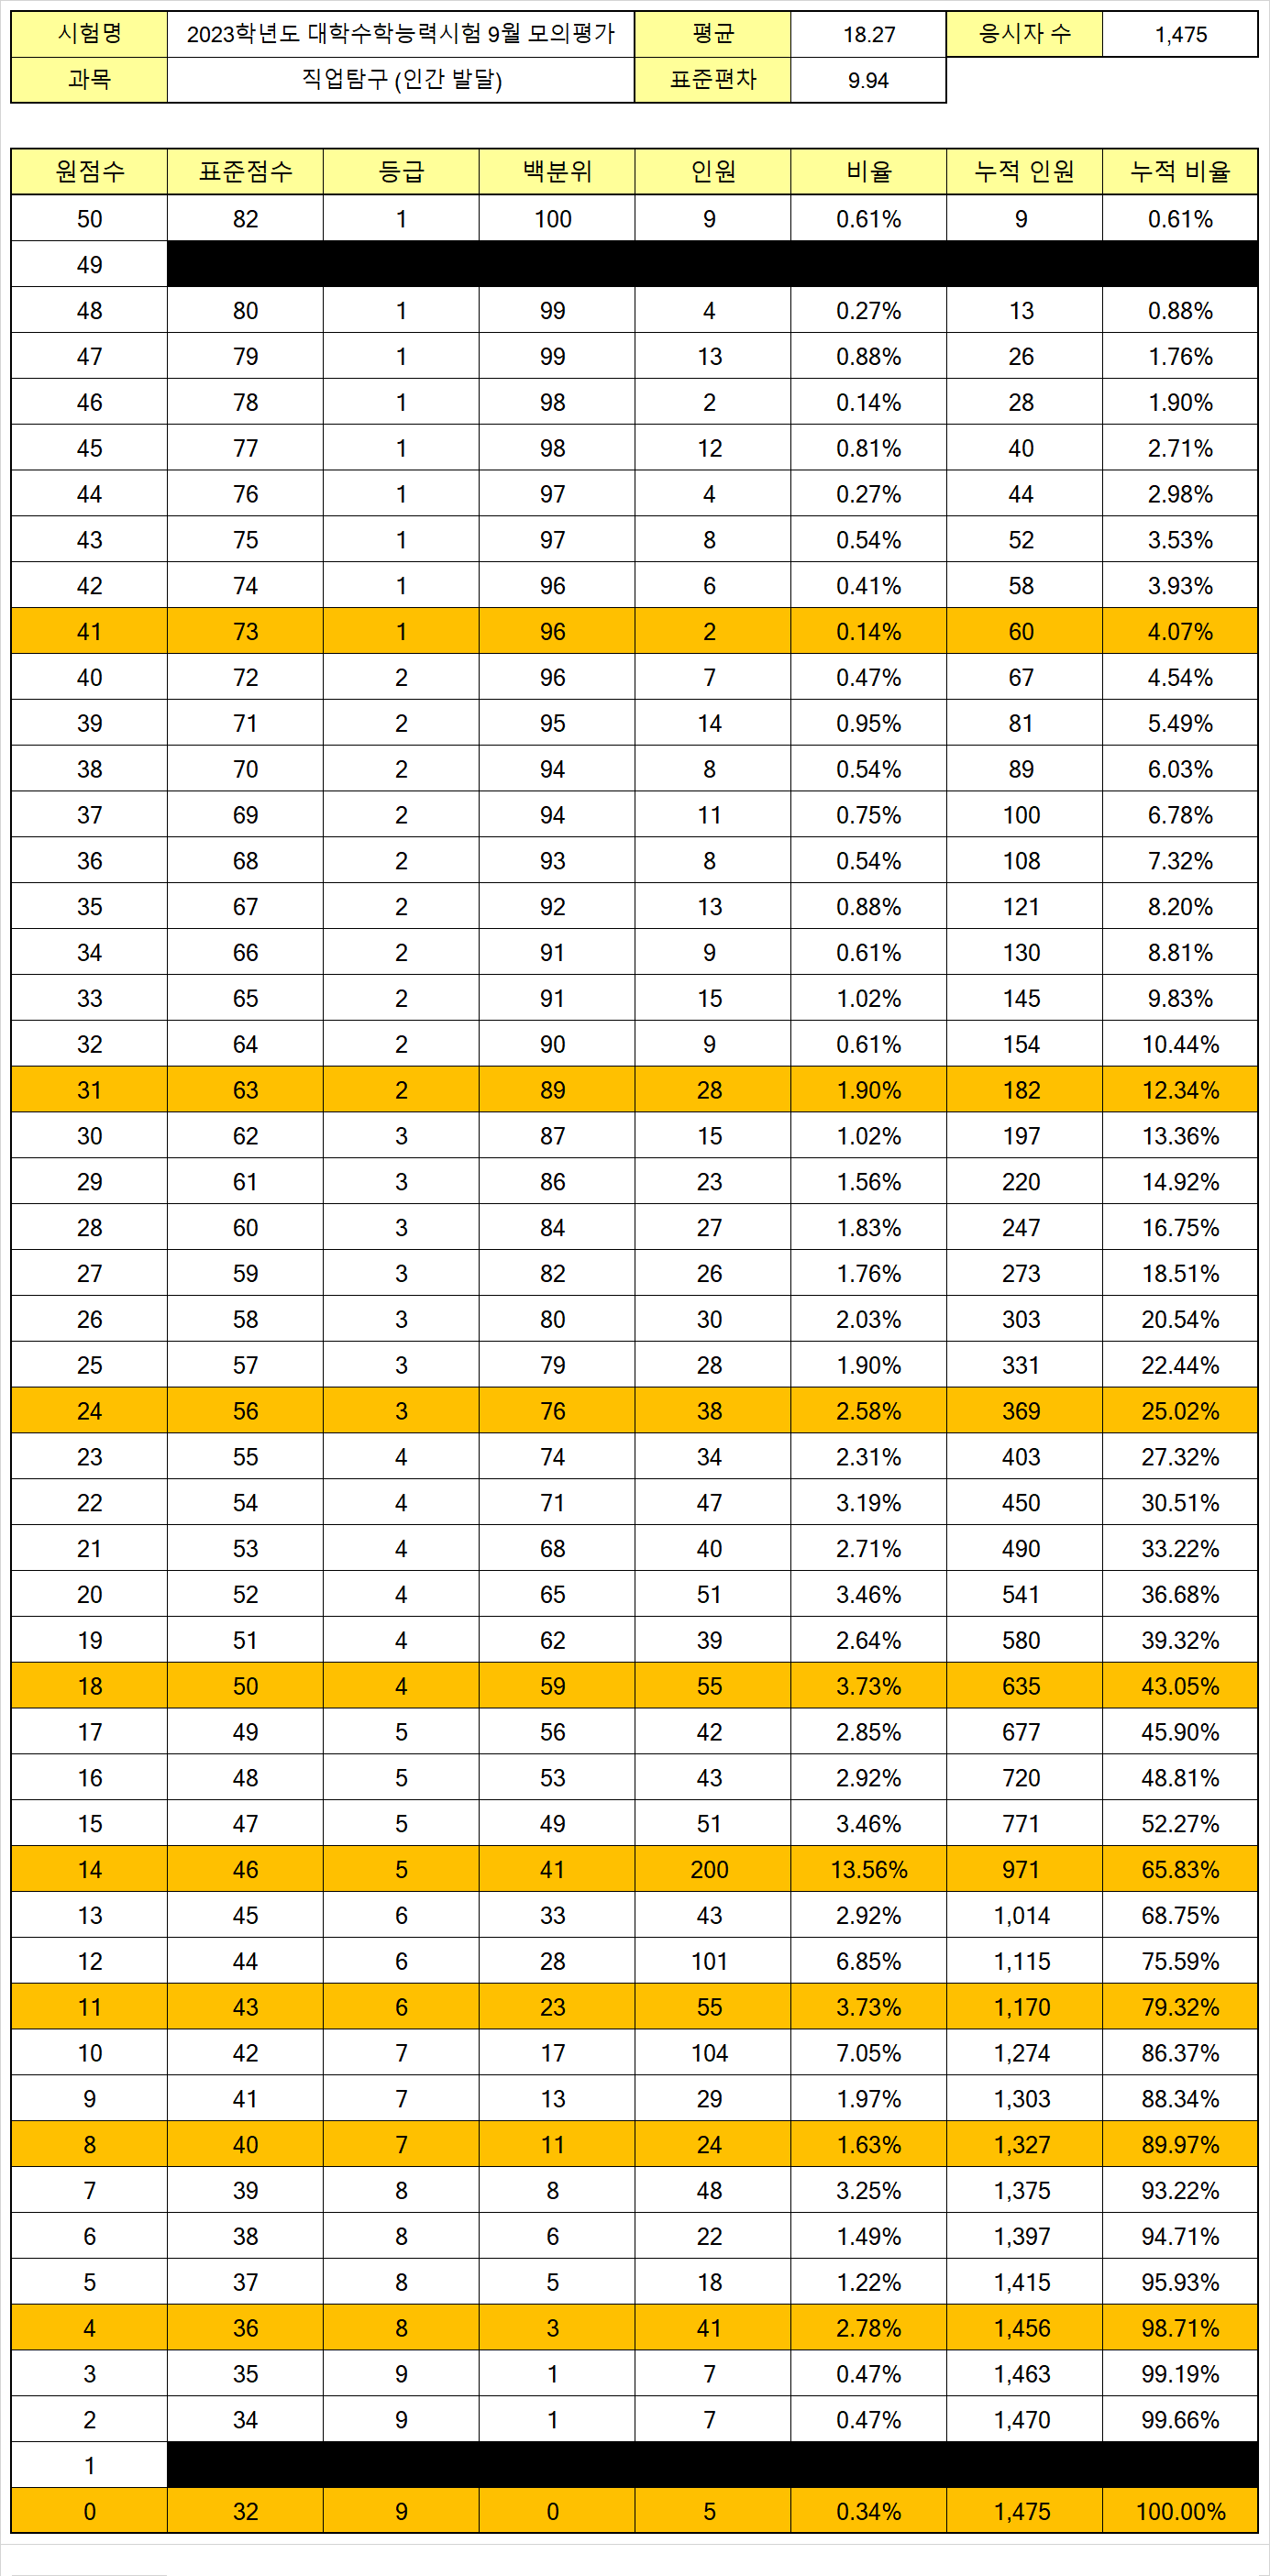 시험명 2023학년도 대학수학능력시험 9월 모의평가 평균 18.27 응시자 수 1,475
과목 직업탐구 (인간 발달) 표준편차 9.94
원점수 표준점수 등급 백분위 인원 비율 누적 인원 누적 비율
50 82 1 100 9 0.61% 9 0.61%
49
48 80 1 99 4 0.27% 13 0.88%
47 79 1 99 13 0.88% 26 1.76%
46 78 1 98 2 0.14% 28 1.90%
45 77 1 98 12 0.81% 40 2.71%
44 76 1 97 4 0.27% 44 2.98%
43 75 1 97 8 0.54% 52 3.53%
42 74 1 96 6 0.41% 58 3.93%
41 73 1 96 2 0.14% 60 4.07%
40 72 2 96 7 0.47% 67 4.54%
39 71 2 95 14 0.95% 81 5.49%
38 70 2 94 8 0.54% 89 6.03%
37 69 2 94 11 0.75% 100 6.78%
36 68 2 93 8 0.54% 108 7.32%
35 67 2 92 13 0.88% 121 8.20%
34 66 2 91 9 0.61% 130 8.81%
33 65 2 91 15 1.02% 145 9.83%
32 64 2 90 9 0.61% 154 10.44%
31 63 2 89 28 1.90% 182 12.34%
30 62 3 87 15 1.02% 197 13.36%
29 61 3 86 23 1.56% 220 14.92%
28 60 3 84 27 1.83% 247 16.75%
27 59 3 82 26 1.76% 273 18.51%
26 58 3 80 30 2.03% 303 20.54%
25 57 3 79 28 1.90% 331 22.44%
24 56 3 76 38 2.58% 369 25.02%
23 55 4 74 34 2.31% 403 27.32%
22 54 4 71 47 3.19% 450 30.51%
21 53 4 68 40 2.71% 490 33.22%
20 52 4 65 51 3.46% 541 36.68%
19 51 4 62 39 2.64% 580 39.32%
18 50 4 59 55 3.73% 635 43.05%
17 49 5 56 42 2.85% 677 45.90%
16 48 5 53 43 2.92% 720 48.81%
15 47 5 49 51 3.46% 771 52.27%
14 46 5 41 200 13.56% 971 65.83%
13 45 6 33 43 2.92% 1,014 68.75%
12 44 6 28 101 6.85% 1,115 75.59%
11 43 6 23 55 3.73% 1,170 79.32%
10 42 7 17 104 7.05% 1,274 86.37%
9 41 7 13 29 1.97% 1,303 88.34%
8 40 7 11 24 1.63% 1,327 89.97%
7 39 8 8 48 3.25% 1,375 93.22%
6 38 8 6 22 1.49% 1,397 94.71%
5 37 8 5 18 1.22% 1,415 95.93%
4 36 8 3 41 2.78% 1,456 98.71%
3 35 9 1 7 0.47% 1,463 99.19%
2 34 9 1 7 0.47% 1,470 99.66%
1
0 32 9 0 5 0.34% 1,475 100.00%